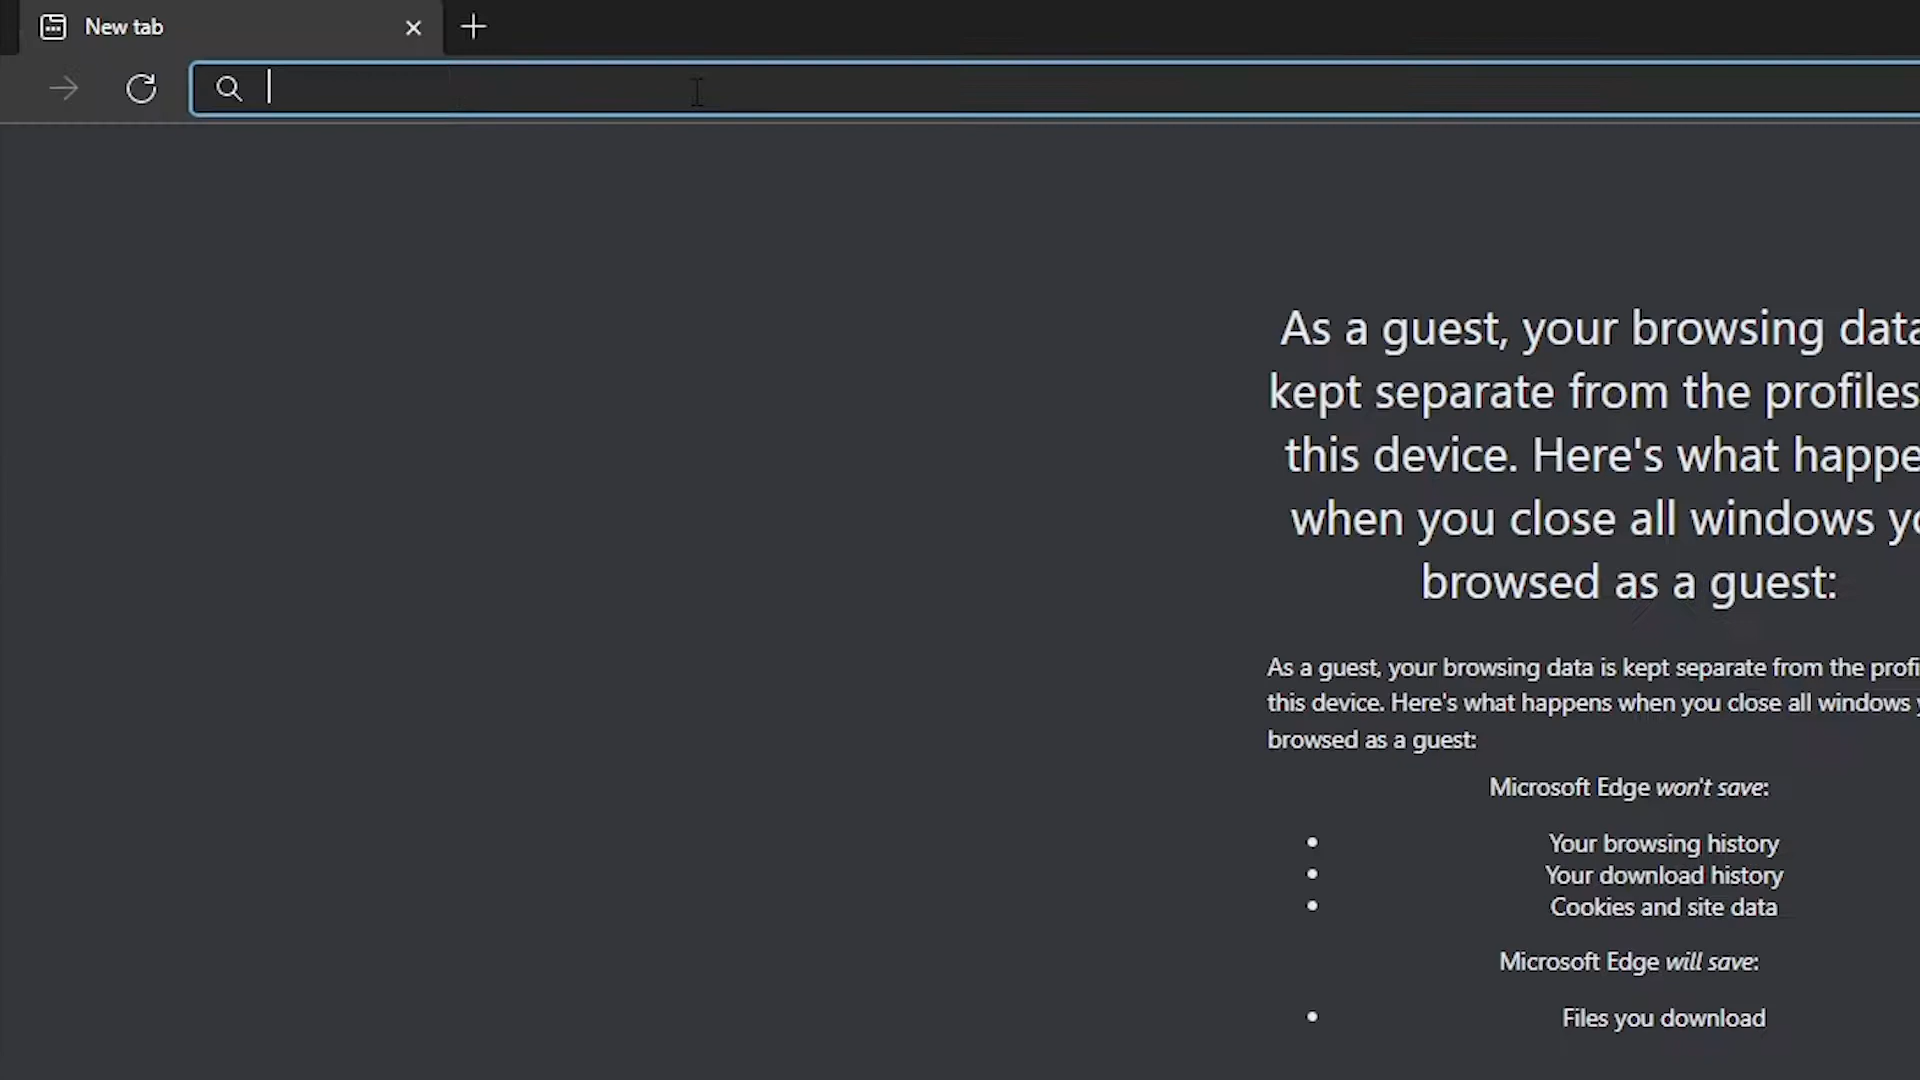 New tab
As a guest, your browsing data
kept separate from the profiles
this device. Here's what happe
when you close all windows yo
browsed as a guest:
As a guest, your browsing data is kept separate from the profi
this device. Here's what happens when you close all windows y
browsed as a guest:
Microsoft Edge won't save:
• Your browsing history
• Your download history
• Cookies and site data
Microsoft Edge will save:
• Files you download